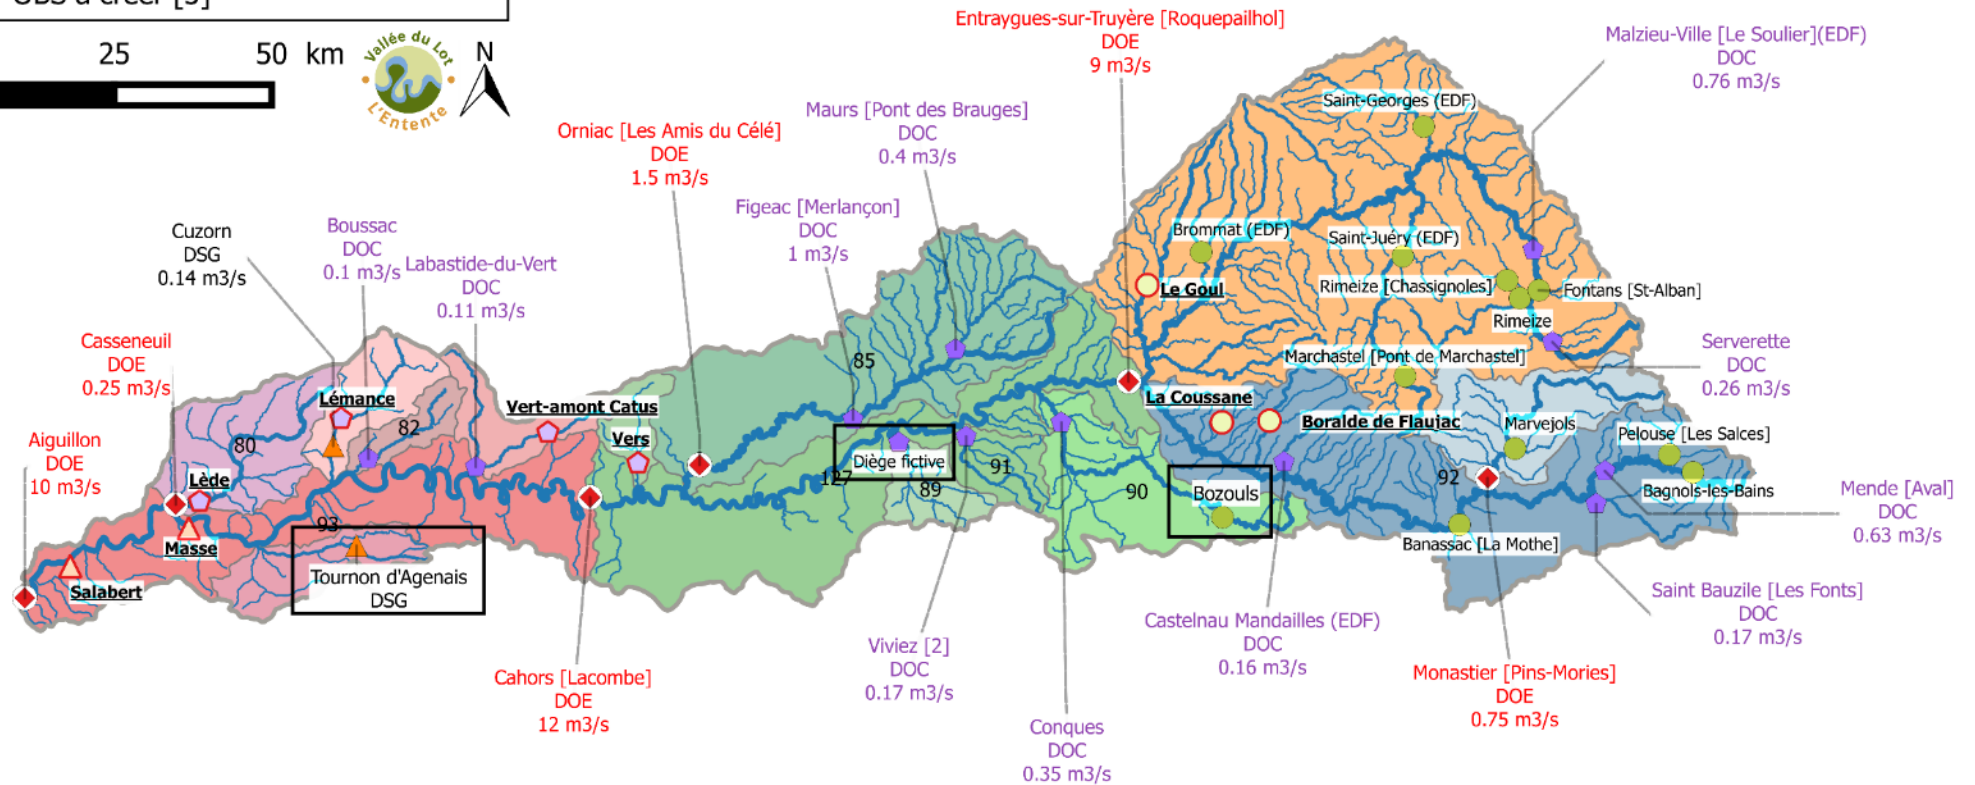 OBS à créer [3]
25
50 km
Vallée du Lot
L'Entente
N
Entraygues-sur-Truyère [Roquepailhol]
DOE
9 m3/s
Malzieu-Ville [Le Soulier](EDF)
DOC
0.76 m3/s
Maurs [Pont des Brauges]
DOC
0.4 m3/s
Orniac [Les Amis du Célé]
DOE
1.5 m3/s
Figeac [Merlançon]
DOC
1 m3/s
Cuzorn
DSG
0.14 m3/s
Boussac
DOC
0.1 m3/s
Labastide-du-Vert
DOC
0.11 m3/s
Casseneuil
DOE
0.25 m3/s
Aiguillon
DOE
10 m3/s
Saint-Georges (EDF)
Brommat (EDF)
Saint-Juéry (EDF)
Le Goul
Rimeize [Chassignoles]
Fontans [St-Alban]
Rimeize
Serverette
DOC
0.26 m3/s
Marchastel [Pont de Marchastel]
La Coussane
Boralde de Flaujac
Marvejols
Pelouse [Les Salces]
Bagnols-les-Bains
Mende [Aval]
DOC
0.63 m3/s
Lémance
Vert-amont Catus
Vers
Lède
Masse
Salabert
80
82
85
93
127
89
91
90
92
Diège fictive
Bozouls
Banassac [La Mothe]
Tournon d'Agenais
DSG
Saint Bauzile [Les Fonts]
DOC
0.17 m3/s
Castelnau Mandailles (EDF)
DOC
0.16 m3/s
Viviez [2]
DOC
0.17 m3/s
Cahors [Lacombe]
DOE
12 m3/s
Monastier [Pins-Mories]
DOE
0.75 m3/s
Conques
DOC
0.35 m3/s